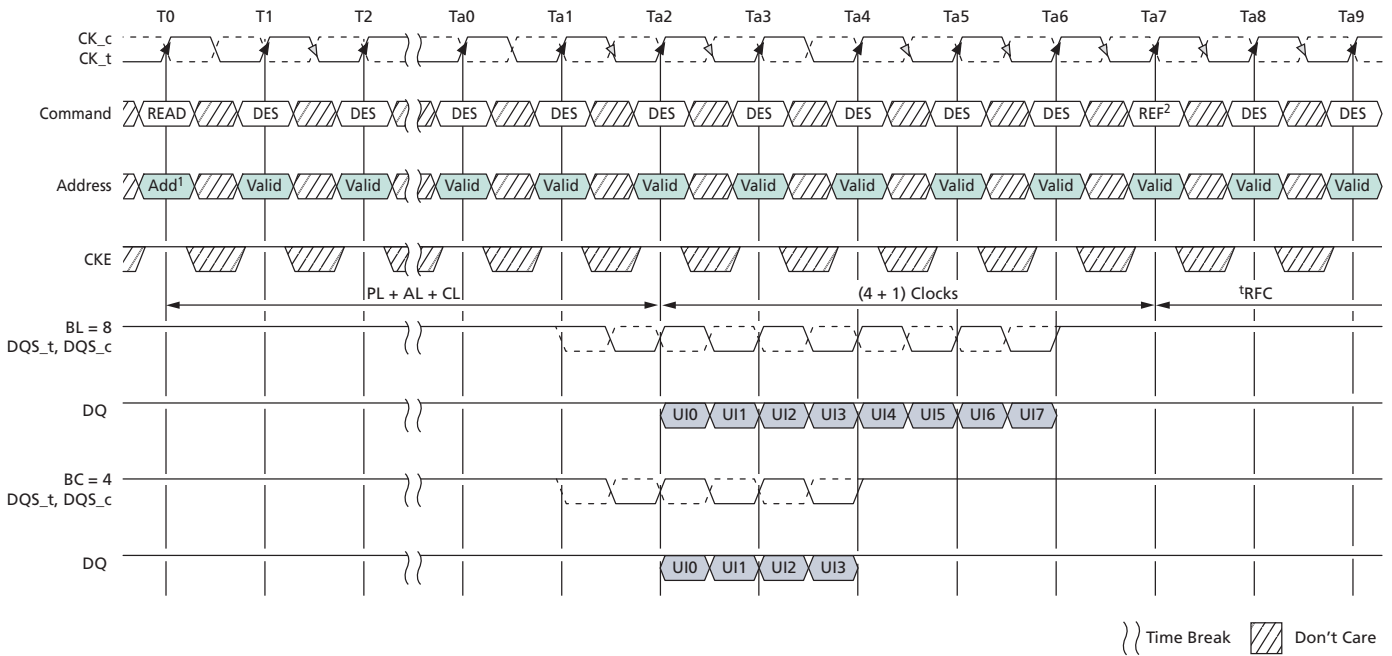 T0 T1 T2 Ta0 Ta1 Ta2 Ta3 Ta4 Ta5 Ta6 Ta7 Ta8 Ta9
CK_c
CK_t
Command READ DES DES DES DES DES DES DES DES DES REF2 DES DES
Address Add1 Valid Valid Valid Valid Valid Valid Valid Valid Valid Valid Valid Valid
CKE
PL + AL + CL (4 + 1) Clocks tRFC
BL = 8
DQS_t, DQS_c
DQ UI0 UI1 UI2 UI3 UI4 UI5 UI6 UI7
BC = 4
DQS_t, DQS_c
DQ UI0 UI1 UI2 UI3
Time Break Don't Care